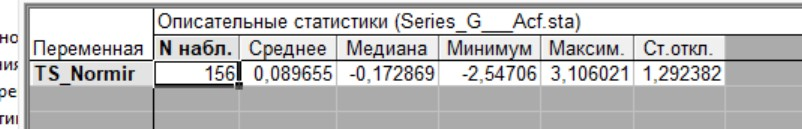 Описательные статистики (Series_G___Acf.sta)
Переменная N набл. Среднее Медиана Минимум Максим. Ст.откл.
TS_Normir 156 0,089655 -0,172869 -2,54706 3,106021 1,292382